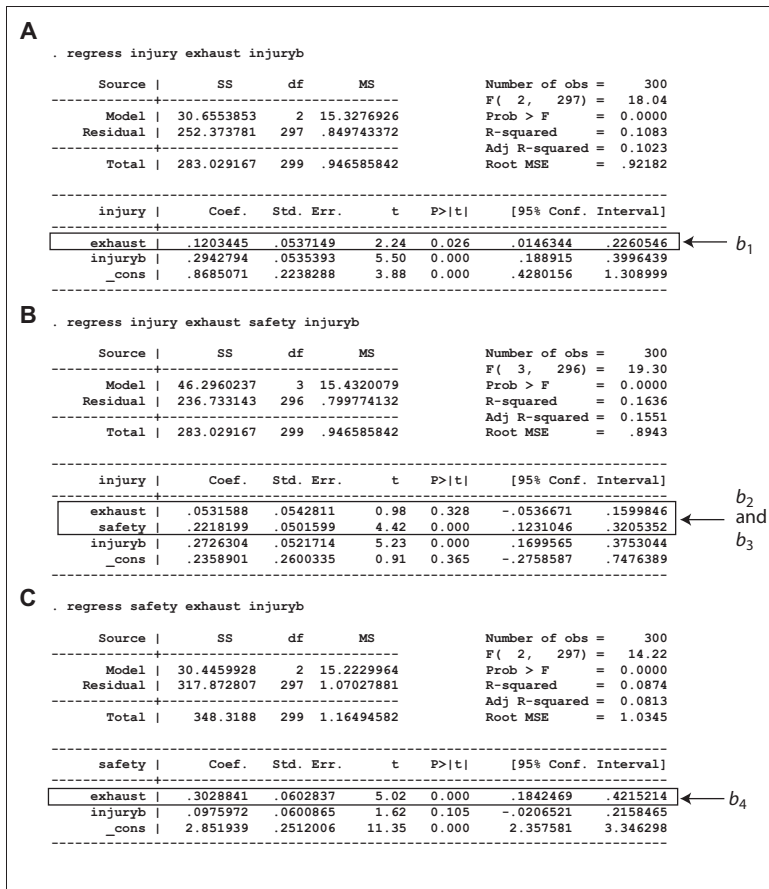 A
. regress injury exhaust injuryb
Source | SS df MS Number of obs = 300
-------------+------------------------------ F( 2, 297) = 18.04
Model | 30.6553853 2 15.3276926 Prob > F = 0.0000
Residual | 252.373781 297 .849743372 R-squared = 0.1083
-------------+------------------------------ Adj R-squared = 0.1023
Total | 283.029167 299 .946585842 Root MSE = .92182
------------------------------------------------------------------------------
injury | Coef. Std. Err. t P>|t| [95% Conf. Interval]
-------------+----------------------------------------------------------------
exhaust | .1203445 .0537149 2.24 0.026 .0146344 .2260546 b1
injuryb | .2942794 .0535393 5.50 0.000 .188915 .3996439
_cons | .8685071 .2238288 3.88 0.000 .4280156 1.308999
------------------------------------------------------------------------------
B
. regress injury exhaust safety injuryb
Source | SS df MS Number of obs = 300
-------------+------------------------------ F( 3, 296) = 19.30
Model | 46.2960237 3 15.4320079 Prob > F = 0.0000
Residual | 236.733143 296 .799774132 R-squared = 0.1636
-------------+------------------------------ Adj R-squared = 0.1551
Total | 283.029167 299 .946585842 Root MSE = .8943
------------------------------------------------------------------------------
injury | Coef. Std. Err. t P>|t| [95% Conf. Interval]
-------------+----------------------------------------------------------------
exhaust | .0531588 .0542811 0.98 0.328 -.0536671 .1599846
safety | .2218199 .0501599 4.42 0.000 .1231046 .3205352
injuryb | .2726304 .0521714 5.23 0.000 .1699565 .3753044
_cons | .2358901 .2600335 0.91 0.365 -.2758587 .7476389
------------------------------------------------------------------------------
b2
and
b3
C
. regress safety exhaust injuryb
Source | SS df MS Number of obs = 300
-------------+------------------------------ F( 2, 297) = 14.22
Model | 30.4459928 2 15.2229964 Prob > F = 0.0000
Residual | 317.872807 297 1.07027881 R-squared = 0.0874
-------------+------------------------------ Adj R-squared = 0.0813
Total | 348.3188 299 1.16494582 Root MSE = 1.0345
------------------------------------------------------------------------------
safety | Coef. Std. Err. t P>|t| [95% Conf. Interval]
-------------+----------------------------------------------------------------
exhaust | .3028841 .0602837 5.02 0.000 .1842469 .4215214 b4
injuryb | .0975972 .0600865 1.62 0.105 -.0206521 .2158465
_cons | 2.851939 .2512006 11.35 0.000 2.357581 3.346298
------------------------------------------------------------------------------